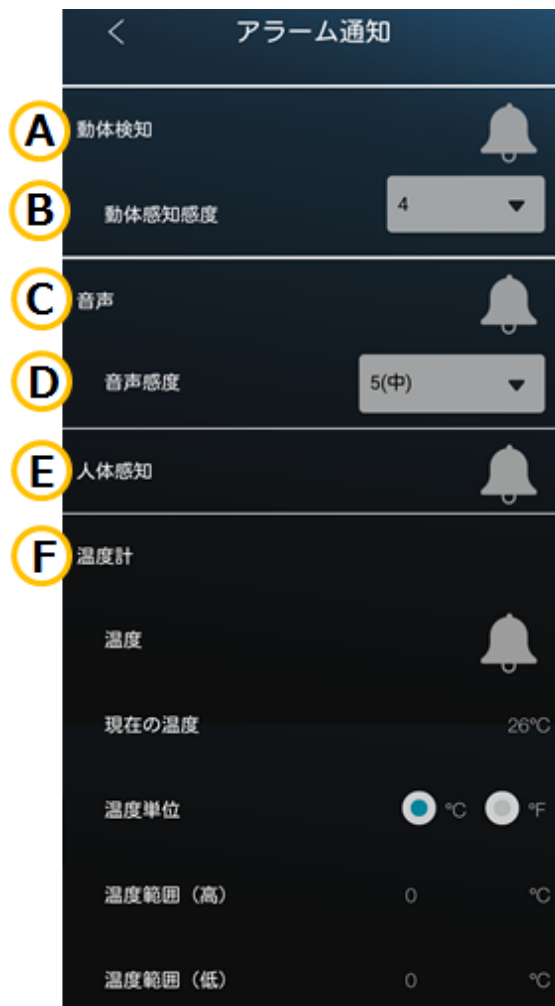 アラーム通知
A 動体検知
B 動体感知感度 4
C 音声
D 音声感度 5(中)
E 人体感知
F 温度計
温度
現在の温度 26°C
温度単位 °C °F
温度範囲（高） 0 °C
温度範囲（低） 0 °C